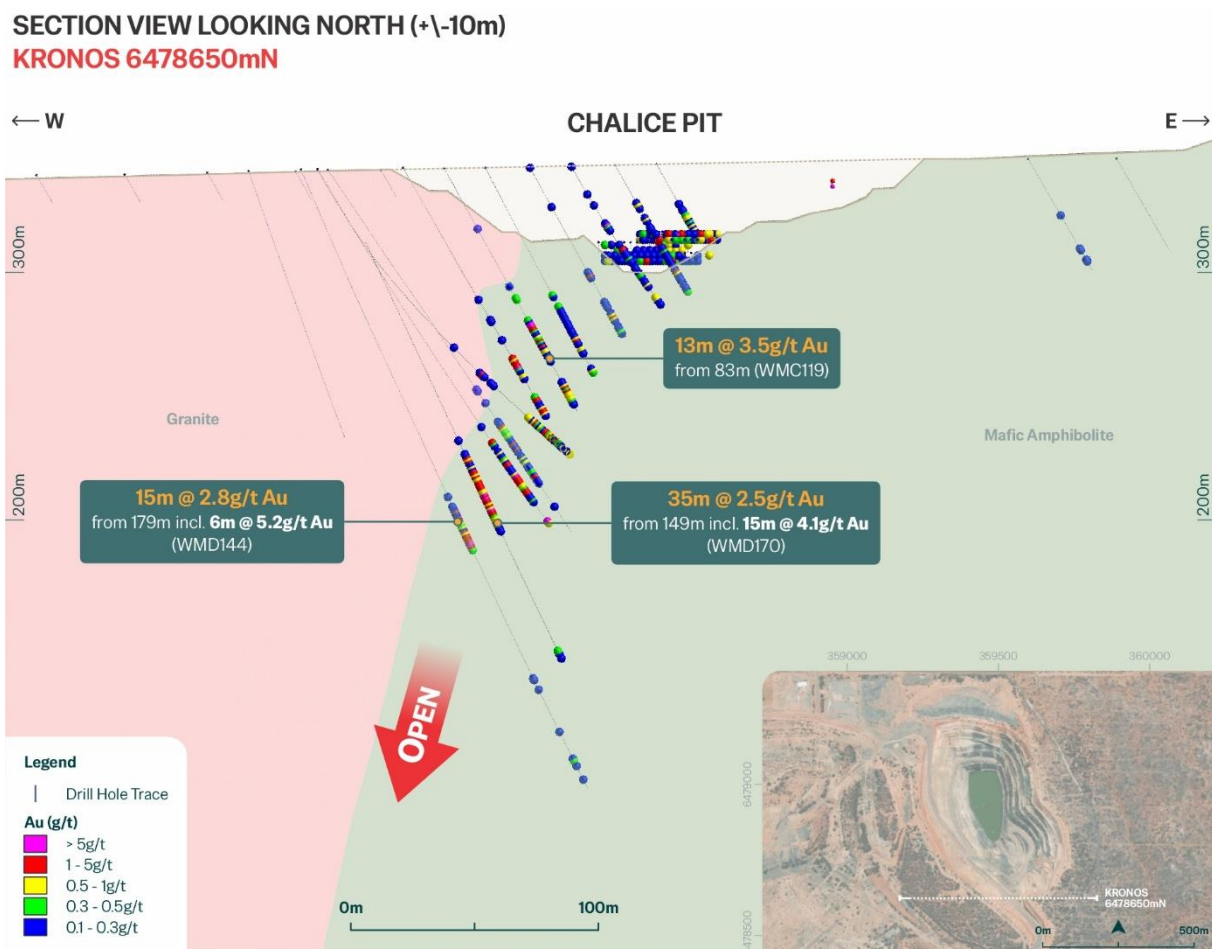 SECTION VIEW LOOKING NORTH (+\-10m)
KRONOS 6478650mN
← W
CHALICE PIT
E →
300m
300m
13m @ 3.5g/t Au
from 83m (WMC119)
Granite
Mafic Amphibolite
200m
200m
15m @ 2.8g/t Au
from 179m incl. 6m @ 5.2g/t Au
(WMD144)
35m @ 2.5g/t Au
from 149m incl. 15m @ 4.1g/t Au
(WMD170)
OPEN
359000
359500
360000
6479000
478500
KRONOS
6478650mN
0m
500m
Legend
Drill Hole Trace
Au (g/t)
> 5g/t
1 - 5g/t
0.5 - 1g/t
0.3 - 0.5g/t
0.1 - 0.3g/t
0m
100m